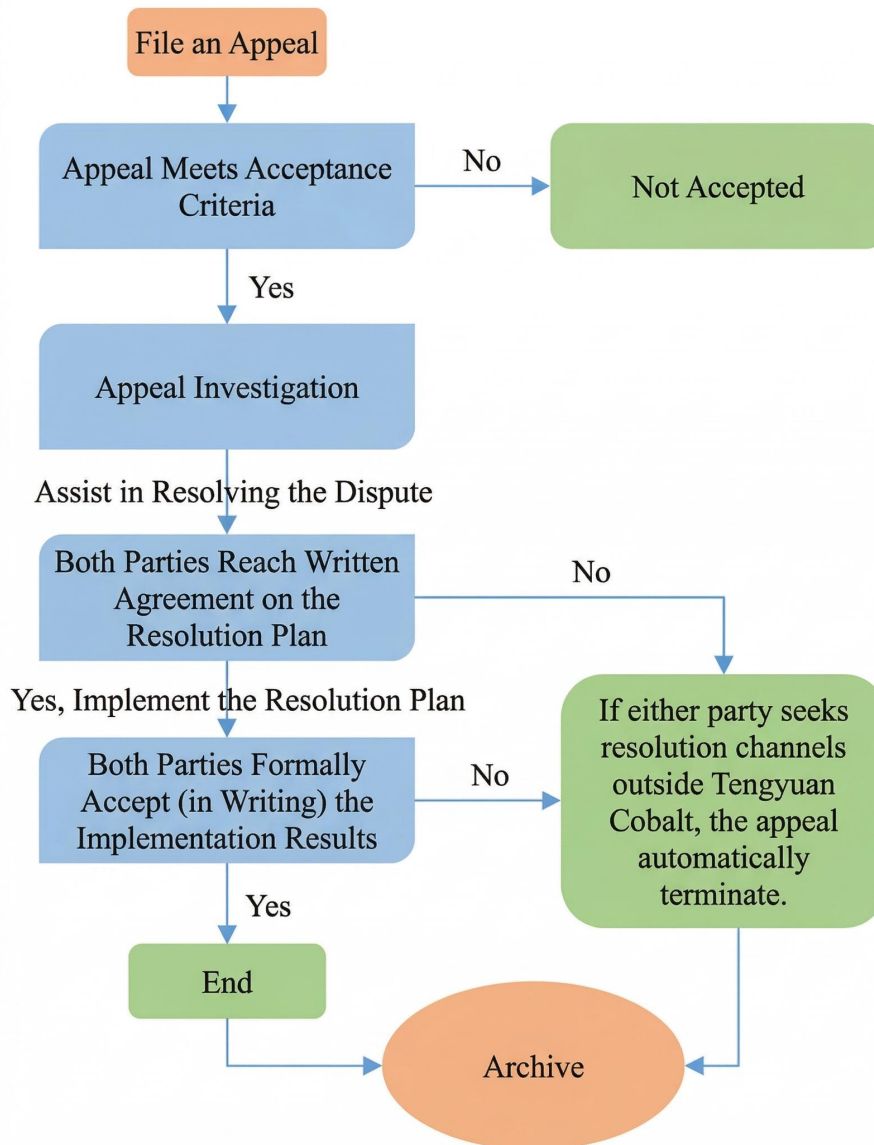 File an Appeal
Appeal Meets Acceptance
Criteria
No
Not Accepted
Yes
Appeal Investigation
Assist in Resolving the Dispute
Both Parties Reach Written
Agreement on the
Resolution Plan
No
Yes, Implement the Resolution Plan
Both Parties Formally
Accept (in Writing) the
Implementation Results
No
If either party seeks
resolution channels
outside Tengyuan
Cobalt, the appeal
automatically
terminate.
Yes
End
Archive